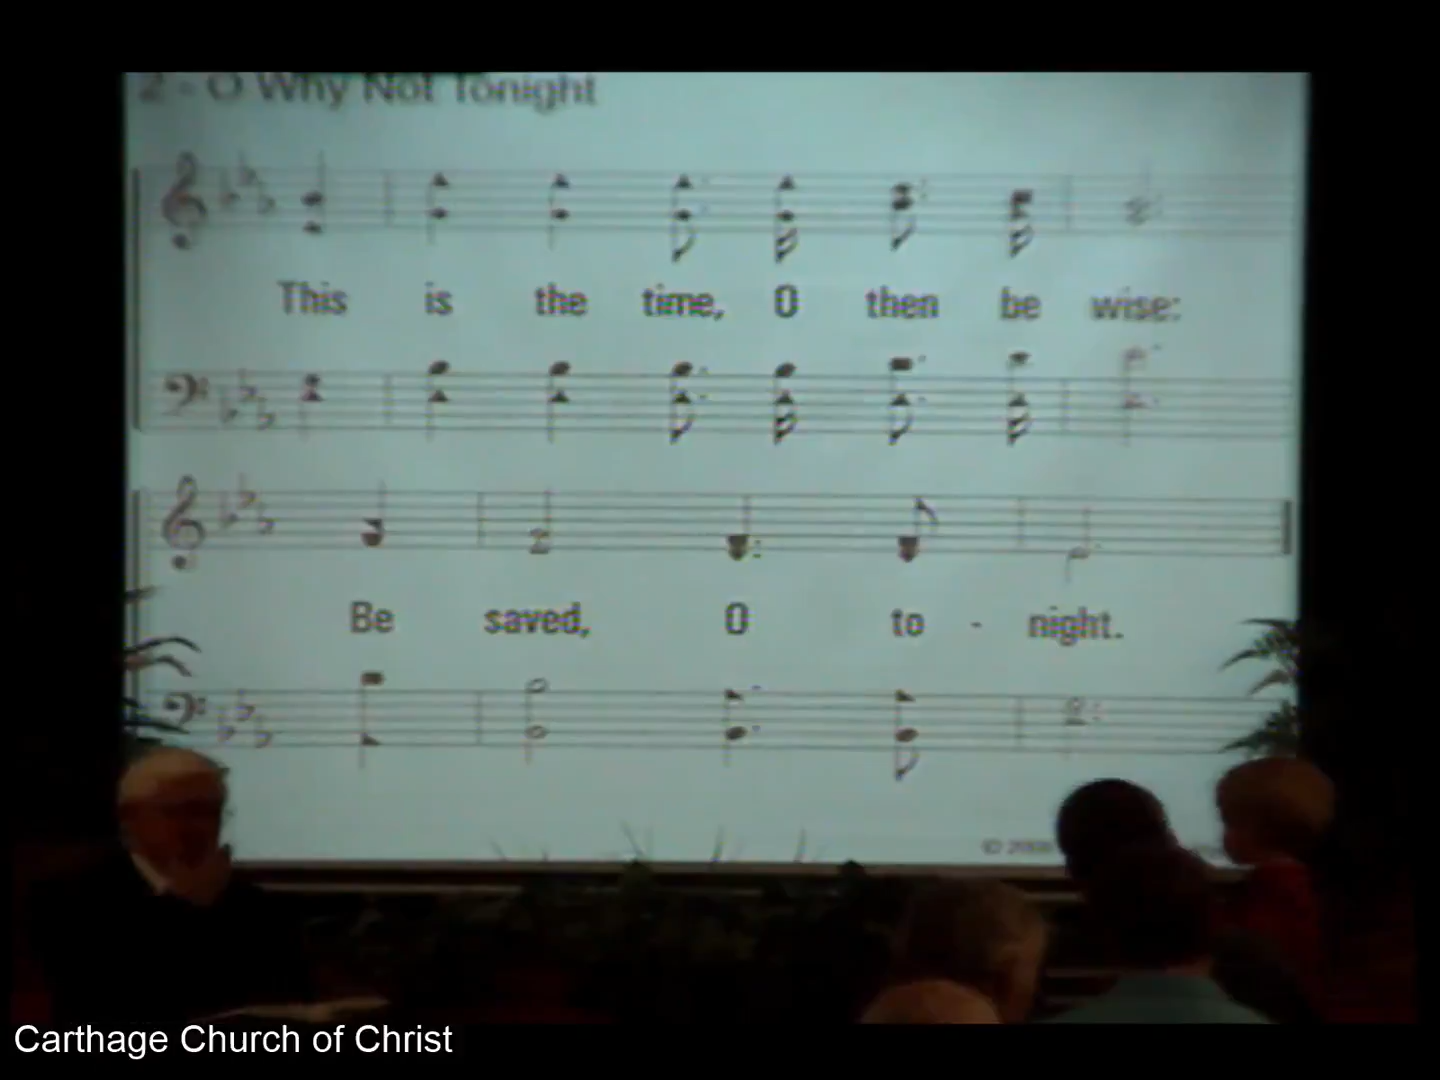 2 - O Why Not Tonight
This is the time, O then be wise:
Be saved, O to - night.
Carthage Church of Christ